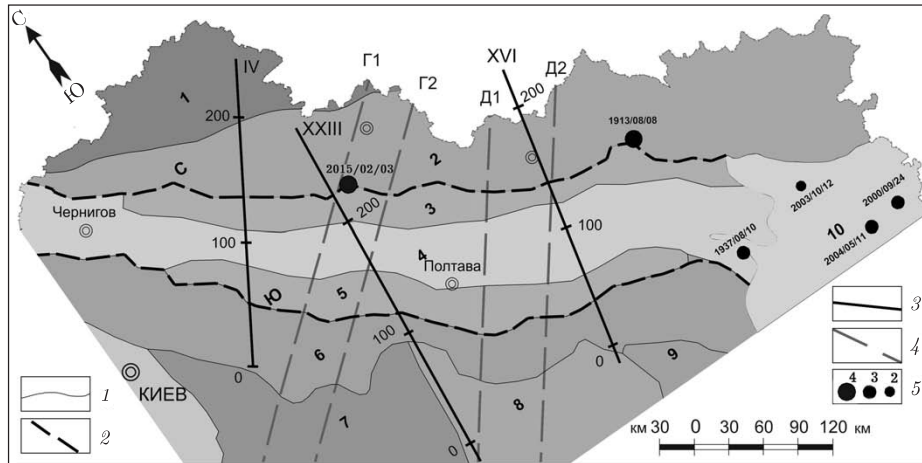 С
Ю
IV
Г1
Г2
XVI
Д1
Д2
1
200
XXIII
200
1913/08/08
С
2015/02/03
2
3
200
2003/10/12
2000/09/24
Чернигов
100
4
100
1937/08/10
10
2004/05/11
Полтава
Ю
5
100
6
0
0
9
КИЕВ
7
8
0
1
2
3
4
4 3 2
5
км 30 0 30 60 90 120 км